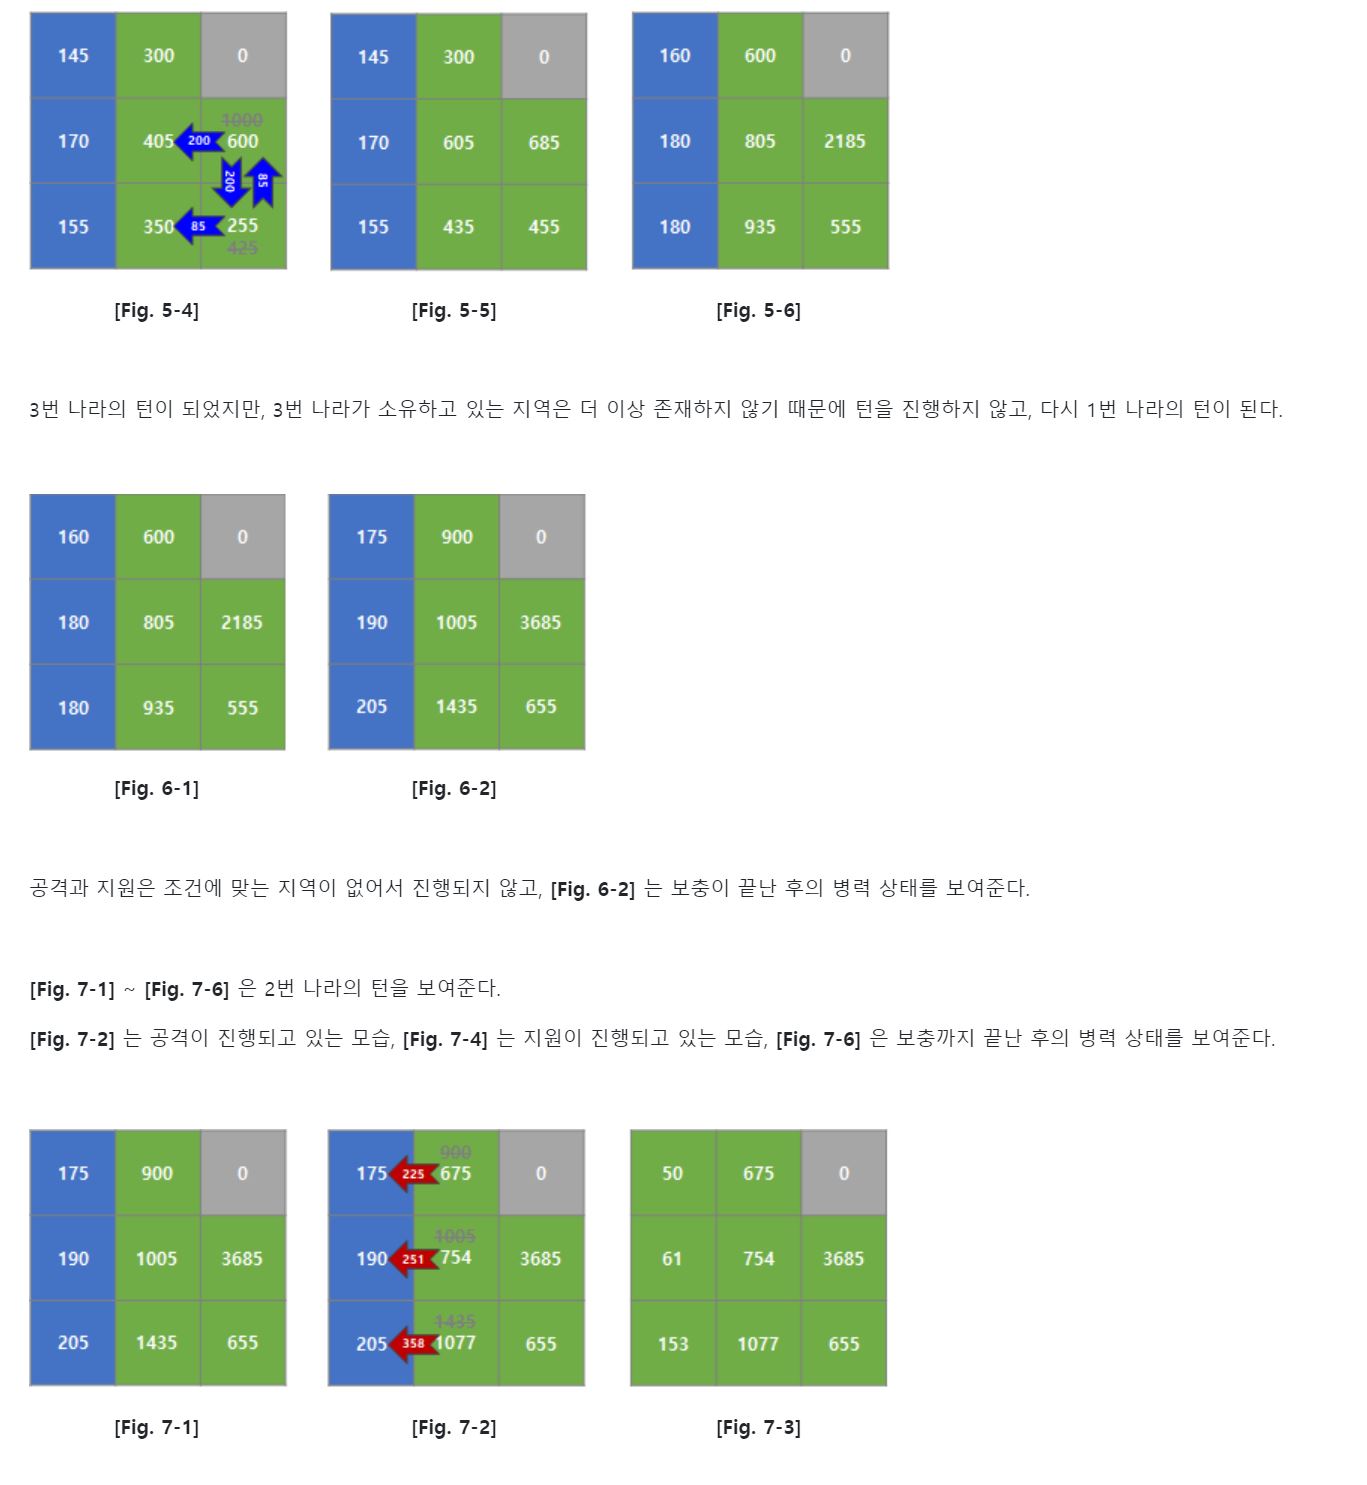 145 300 0 145 300 0 160 600 0
1000
170 405 200 600 170 605 685 180 805 2185
200 85
155 350 85 255 155 435 455 180 935 555
425
[Fig. 5-4] [Fig. 5-5] [Fig. 5-6]
3번 나라의 턴이 되었지만, 3번 나라가 소유하고 있는 지역은 더 이상 존재하지 않기 때문에 턴을 진행하지 않고, 다시 1번 나라의 턴이 된다.
160 600 0 175 900 0
180 805 2185 190 1005 3685
180 935 555 205 1435 655
[Fig. 6-1] [Fig. 6-2]
공격과 지원은 조건에 맞는 지역이 없어서 진행되지 않고, [Fig. 6-2] 는 보충이 끝난 후의 병력 상태를 보여준다.
[Fig. 7-1] ~ [Fig. 7-6] 은 2번 나라의 턴을 보여준다.
[Fig. 7-2] 는 공격이 진행되고 있는 모습, [Fig. 7-4] 는 지원이 진행되고 있는 모습, [Fig. 7-6] 은 보충까지 끝난 후의 병력 상태를 보여준다.
900
175 900 0 175 225 675 0 50 675 0
1005
190 1005 3685 190 251 754 3685 61 754 3685
1435
205 1435 655 205 358 1077 655 153 1077 655
[Fig. 7-1] [Fig. 7-2] [Fig. 7-3]